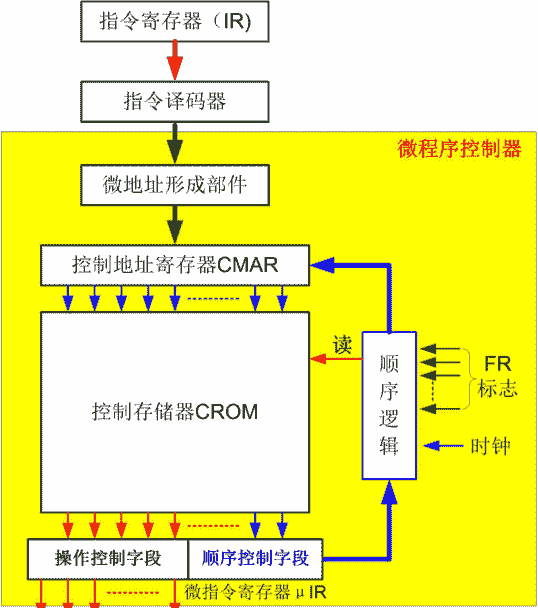 指令寄存器（IR)
指令译码器
微程序控制器
微地址形成部件
控制地址寄存器CMAR
读
顺序逻辑
FR
标志
控制存储器CROM
时钟
操作控制字段
顺序控制字段
微指令寄存器μIR